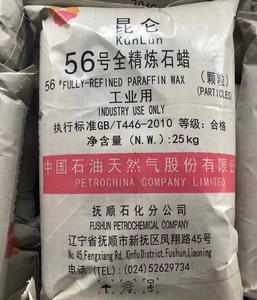 昆仑
KunLun
56号全精炼石蜡
56 #FULLY-REFINED PARAFFIN WAX
(颗粒)
(PARTICLES)
工业用
INDUSTRY USE ONLY
执行标准GB/T446-2010 等级: 合格
净含量 (N.W.) : 25kg
中国石油天然气股份有限公司
PETROCHINA COMPANY LIMITED
抚顺石化分公司
FUSHUN PETROCHEMICAL COMPANY
辽宁省抚顺市新抚区凤翔路45号
No.45,Fengxiang Rd.XinfuDistrict.Fushun,Liaoning
电话 (TEL) : (024) 52629734